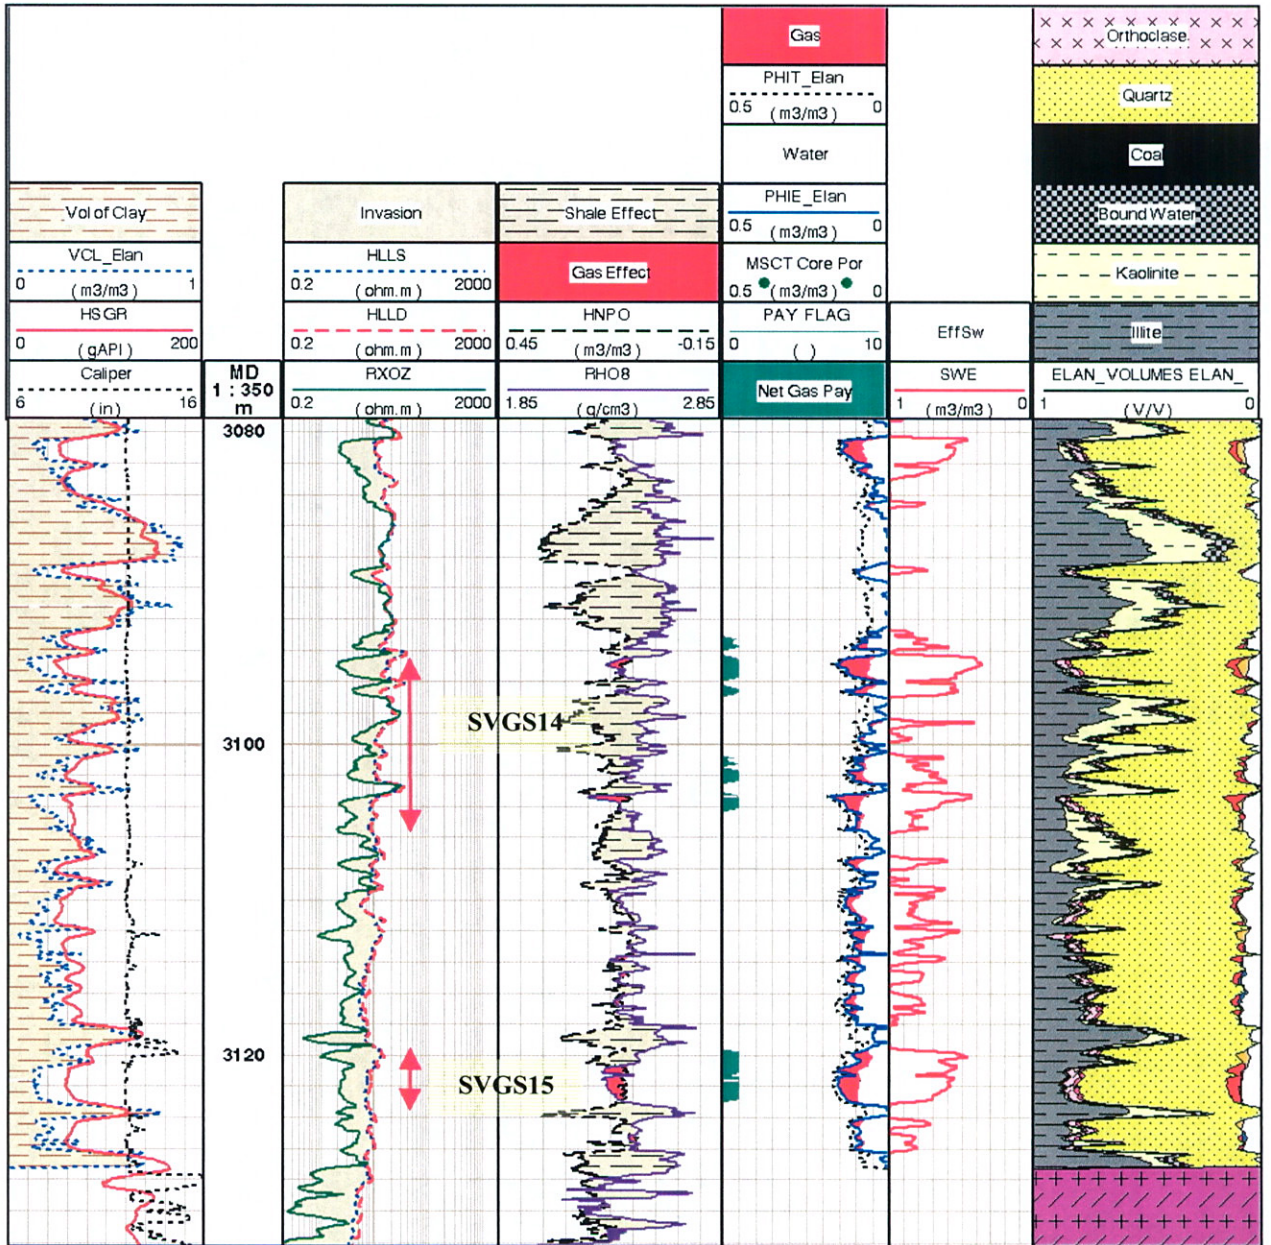 Gas
Orthoclase
PHIT_Elan
0.5 (m3/m3) 0
Quartz
Water
Coal
Vol of Clay
Invasion
Shale Effect
PHIE_Elan
0.5 (m3/m3) 0
Bound Water
VCL_Elan
0 (m3/m3) 1
HLLS
0.2 (ohm.m) 2000
Gas Effect
MSCT Core Por
0.5 (m3/m3) 0
Kaolinite
HSGR
0 (gAPI) 200
HLLD
0.2 (ohm.m) 2000
HNPO
0.45 (m3/m3) -0.15
PAY FLAG
0 ( ) 10
EffSw
Illite
Caliper
6 (in) 16
MD
1 : 350
m
RXOZ
0.2 (ohm.m) 2000
RHO8
1.85 (g/cm3) 2.85
Net Gas Pay
SWE
1 (m3/m3) 0
ELAN_VOLUMES ELAN_
1 (V/V) 0
3080
SVGS14
3100
3120
SVGS15